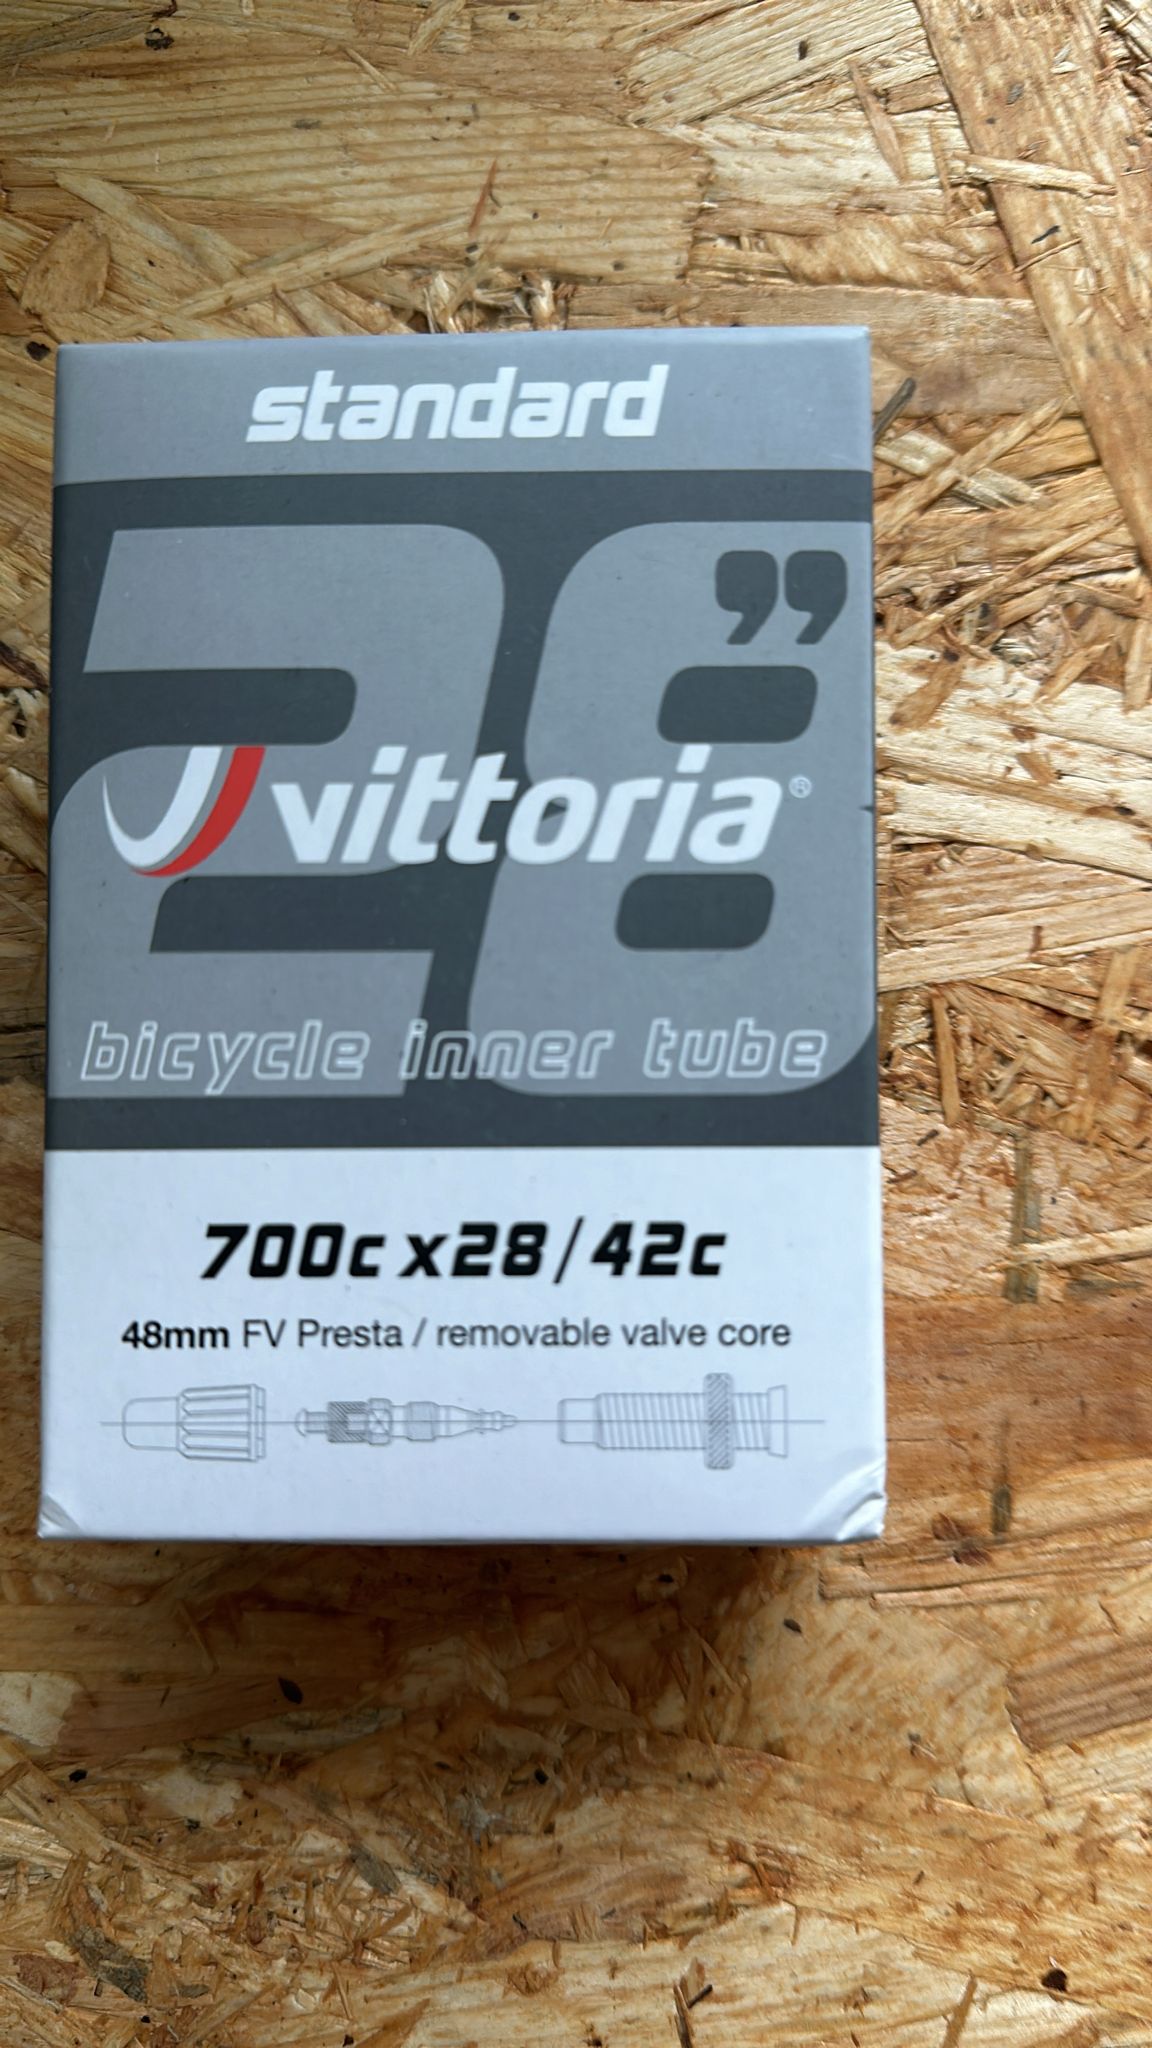 standard
28”
vittoria®
bicycle inner tube
700c x28/42c
48mm FV Presta / removable valve core